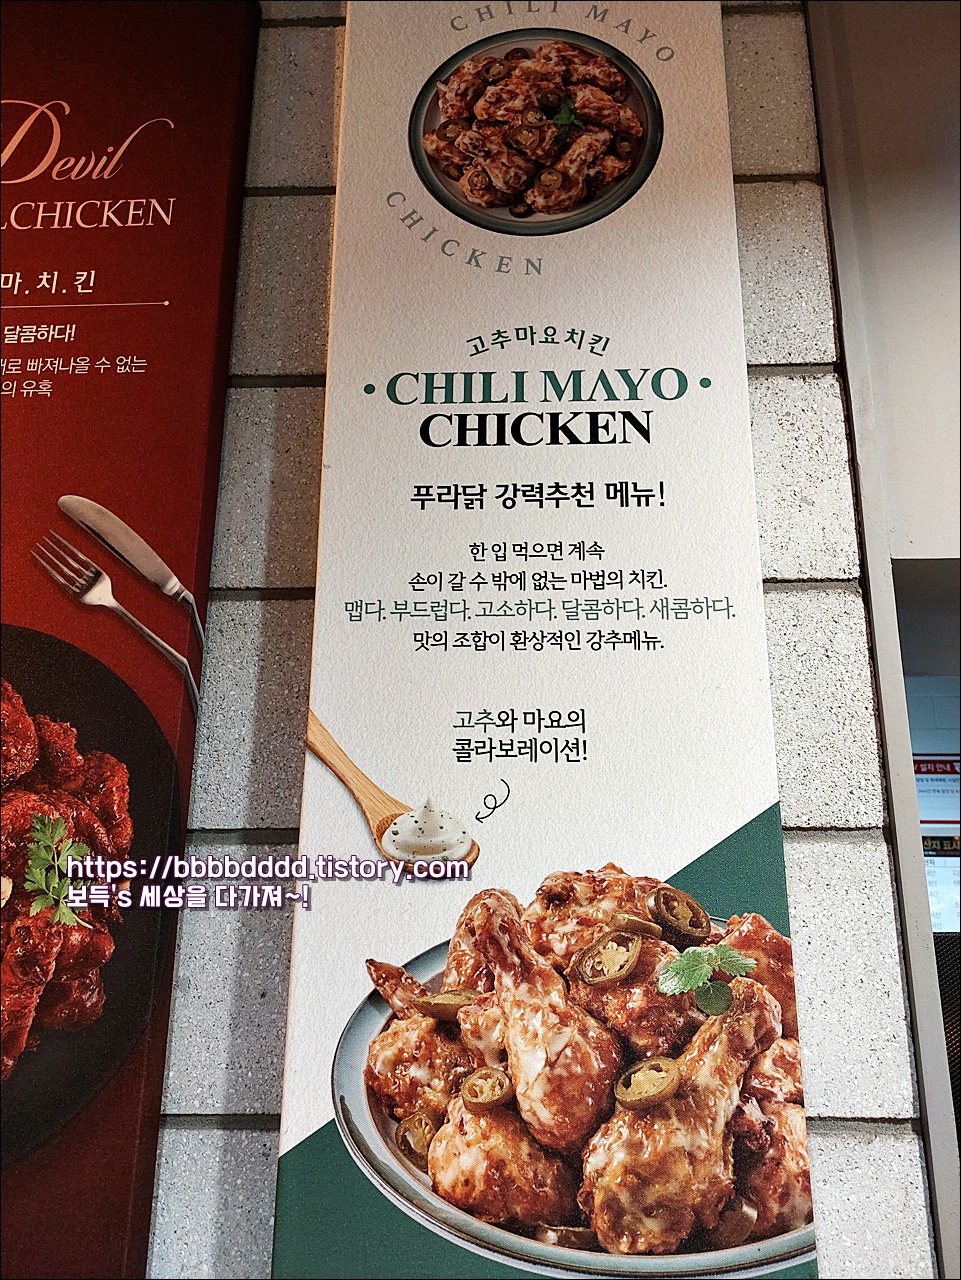 Devil
CHICKEN
마.치.킨
달콤하다!
빠져나올 수 없는
의 유혹
CHILI MAYO
CHICKEN
고추마요치킨
• CHILI MAYO •
CHICKEN
푸라닭 강력추천 메뉴!
한 입 먹으면 계속
손이 갈 수 밖에 없는 마법의 치킨.
맵다. 부드럽다. 고소하다. 달콤하다. 새콤하다.
맛의 조합이 환상적인 강추메뉴.
고추와 마요의
콜라보레이션!
https://bbbbdddd.tistory.com
보득's 세상을 다가져~!
설치 안내